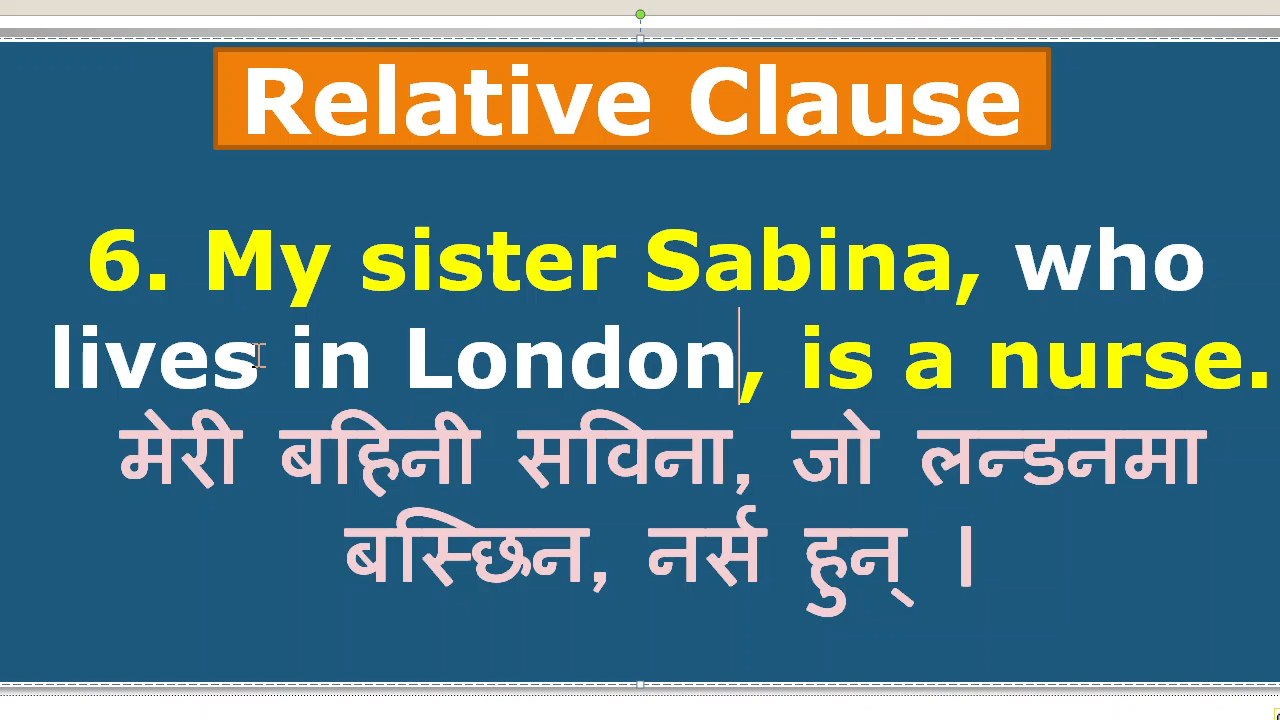 Relative Clause
6. My sister Sabina, who
lives in London, is a nurse.
मेरी बहिनी सविना, जो लन्डनमा
बस्छिन, नर्स हुन् ।